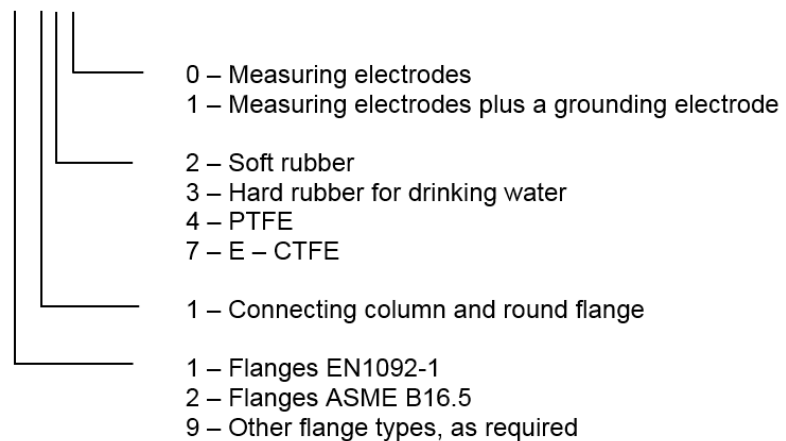 0 – Measuring electrodes
1 – Measuring electrodes plus a grounding electrode
2 – Soft rubber
3 – Hard rubber for drinking water
4 – PTFE
7 – E – CTFE
1 – Connecting column and round flange
1 – Flanges EN1092-1
2 – Flanges ASME B16.5
9 – Other flange types, as required